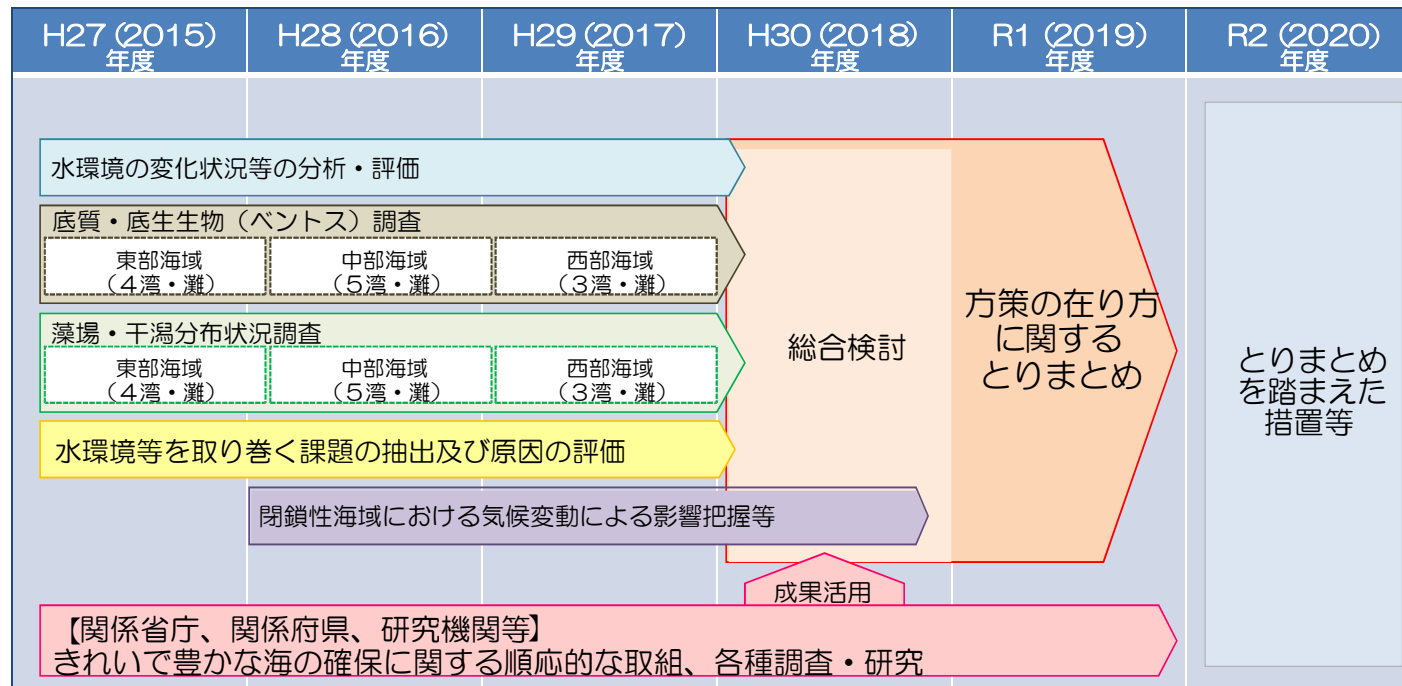 H27(2015)
年度
H28(2016)
年度
H29(2017)
年度
H30(2018)
年度
R1 (2019)
年度
R2 (2020)
年度
水環境の変化状況等の分析・評価
底質・底生生物（ベントス）調査
東部海域
（4湾・灘）
中部海域
（5湾・灘）
西部海域
（3湾・灘）
藻場・干潟分布状況調査
東部海域
（4湾・灘）
中部海域
（5湾・灘）
西部海域
（3湾・灘）
水環境等を取り巻く課題の抽出及び原因の評価
閉鎖性海域における気候変動による影響把握等
総合検討
方策の在り方
に関する
とりまとめ
とりまとめ
を踏まえた
措置等
成果活用
【関係省庁、関係府県、研究機関等】
きれいで豊かな海の確保に関する順応的な取組、各種調査・研究